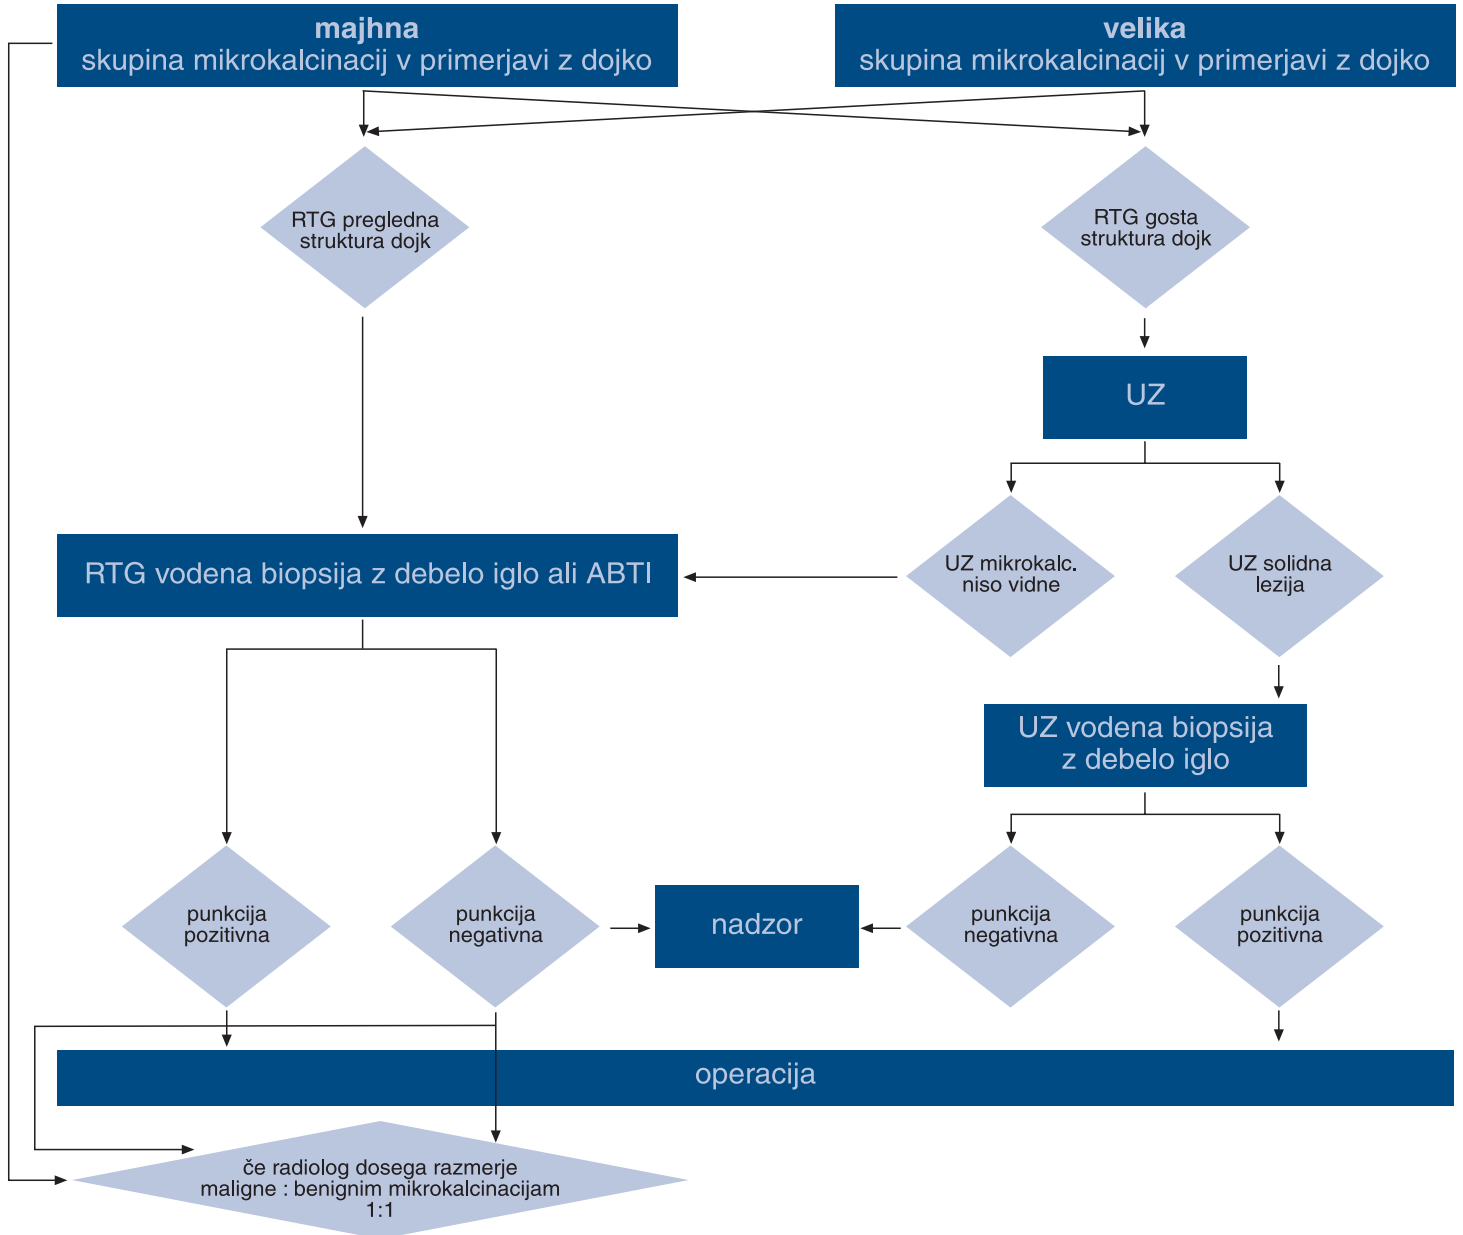 majhna
skupina mikrokalcinacij v primerjavi z dojko
velika
skupina mikrokalcinacij v primerjavi z dojko
RTG pregledna
struktura dojk
RTG gosta
struktura dojk
UZ
RTG vodena biopsija z debelo iglo ali ABTI
UZ mikrokalc.
niso vidne
UZ solidna
lezija
UZ vodena biopsija
z debelo iglo
punkcija
pozitivna
punkcija
negativna
nadzor
punkcija
negativna
punkcija
pozitivna
operacija
če radiolog dosega razmerje
maligne : benignim mikrokalcinacijam
1:1